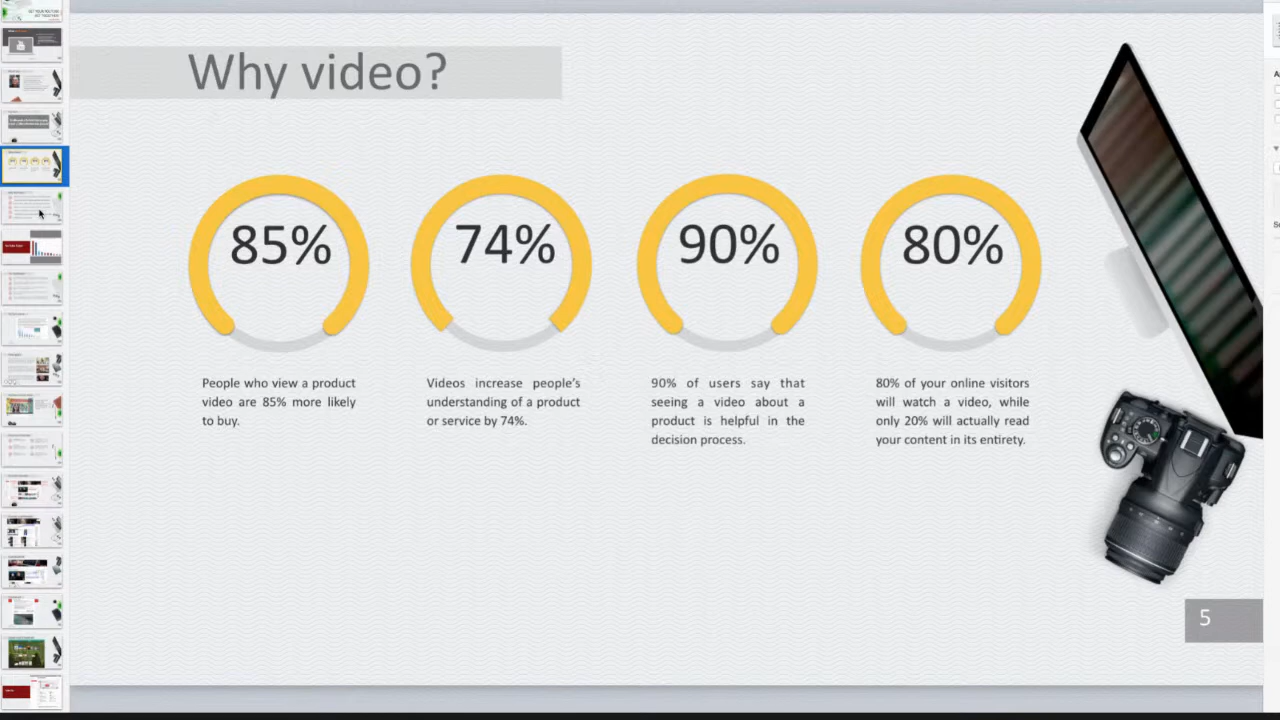 Why video?
85%
74%
90%
80%
People who view a product
video are 85% more likely
to buy.
Videos increase people's
understanding of a product
or service by 74%.
90% of users say that
seeing a video about a
product is helpful in the
decision process.
80% of your online visitors
will watch a video, while
only 20% will actually read
your content in its entirety.
5